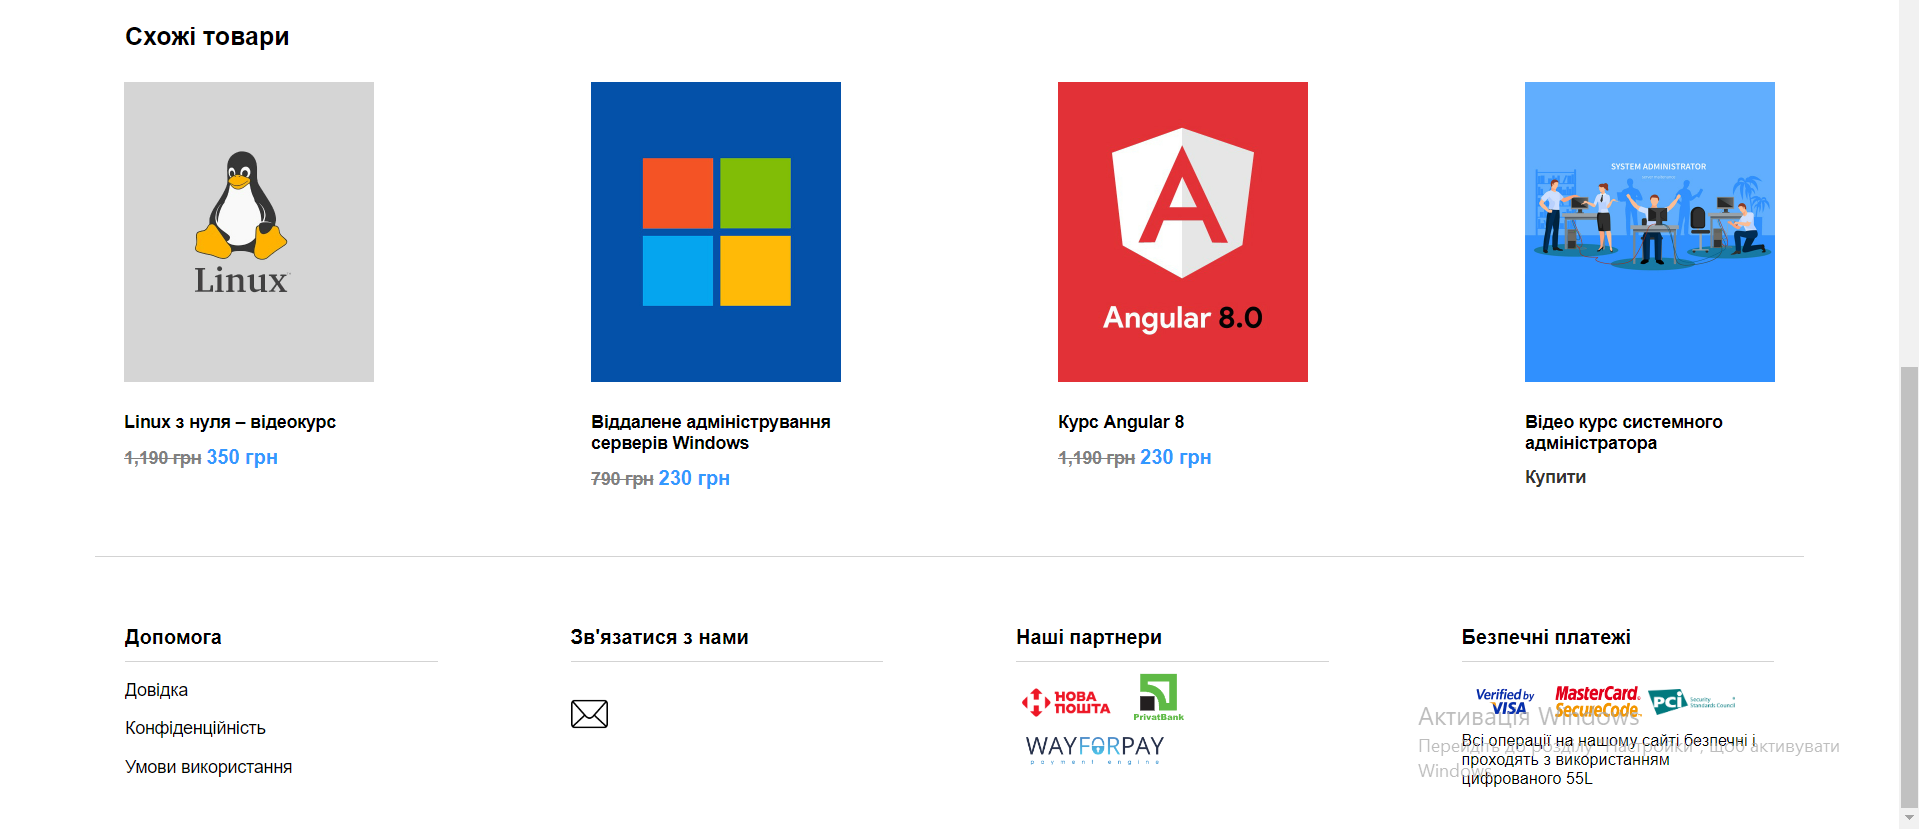 Схожі товари
Linux
Angular 8.0
SYSTEM ADMINISTRATOR
Linux з нуля – відеокурс
1,190 грн 350 грн
Віддалене адміністрування
серверів Windows
790 грн 230 грн
Курс Angular 8
1,190 грн 230 грн
Відео курс системного
адміністратора
Купити
Допомога
Довідка
Конфіденційність
Умови використання
Зв'язатися з нами
Наші партнери
НОВА
ПОШТА
PrivatBank
WAYFORPAY
payment engine
Безпечні платежі
Verified by
VISA
MasterCard.
SecureCode.
PCi
Security
Standards Council
Всі операції на нашому сайті безпечні і
проходять з використанням
цифрованого 55L
Активація Windows
Перейдіть до розділу "Настройки", щоб активувати
Windows.